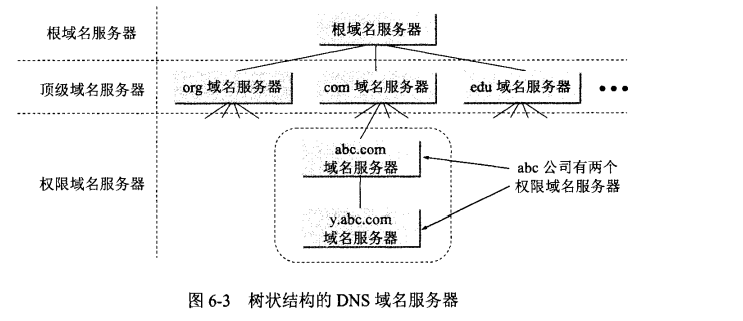 根域名服务器
根域名服务器
顶级域名服务器
org 域名服务器
com 域名服务器
edu 域名服务器
•••
权限域名服务器
abc.com
域名服务器
y.abc.com
域名服务器
abc 公司有两个
权限域名服务器
图 6-3 树状结构的 DNS 域名服务器